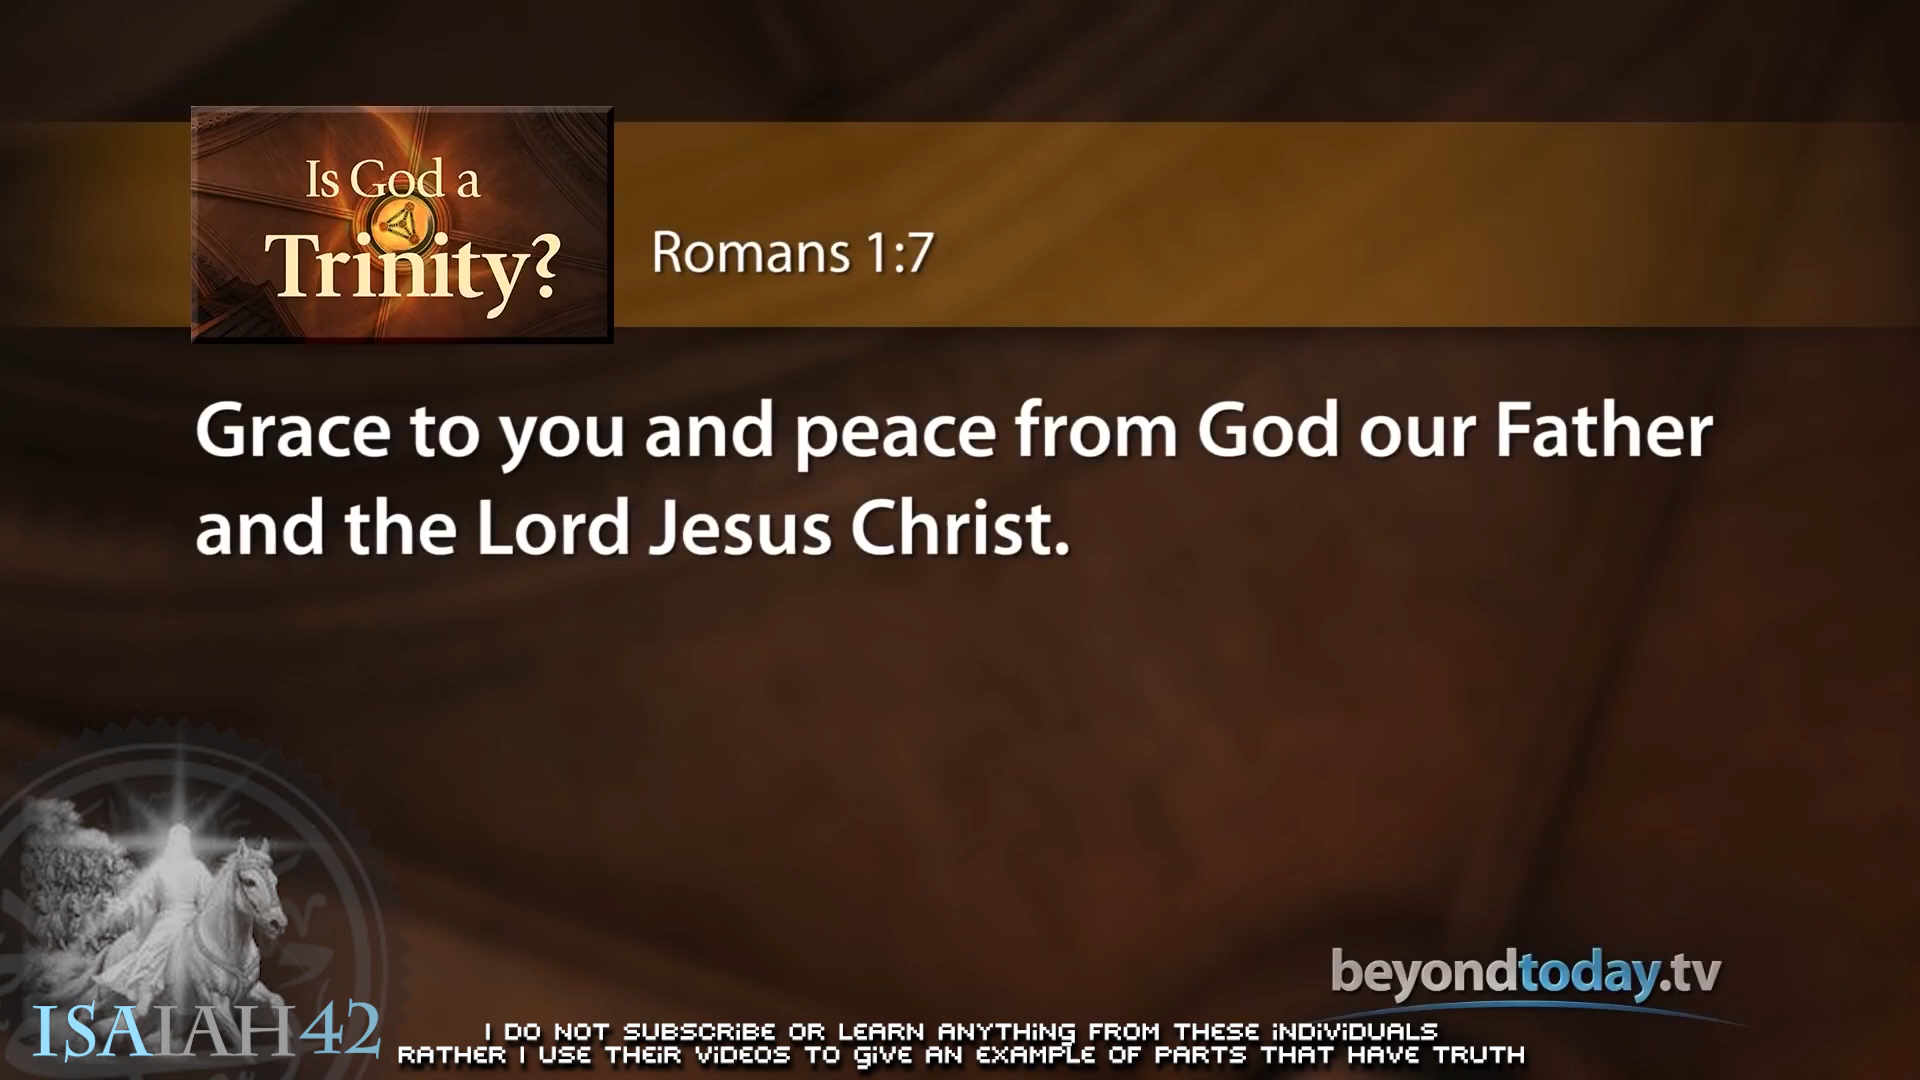 Is God a
Trinity?
Romans 1:7
Grace to you and peace from God our Father
and the Lord Jesus Christ.
beyondtoday.tv
ISAIAH 42
I DO NOT SUBSCRIBE OR LEARN ANYTHING FROM THESE INDIVIDUALS
RATHER I USE THEIR VIDEOS TO GIVE AN EXAMPLE OF PARTS THAT HAVE TRUTH